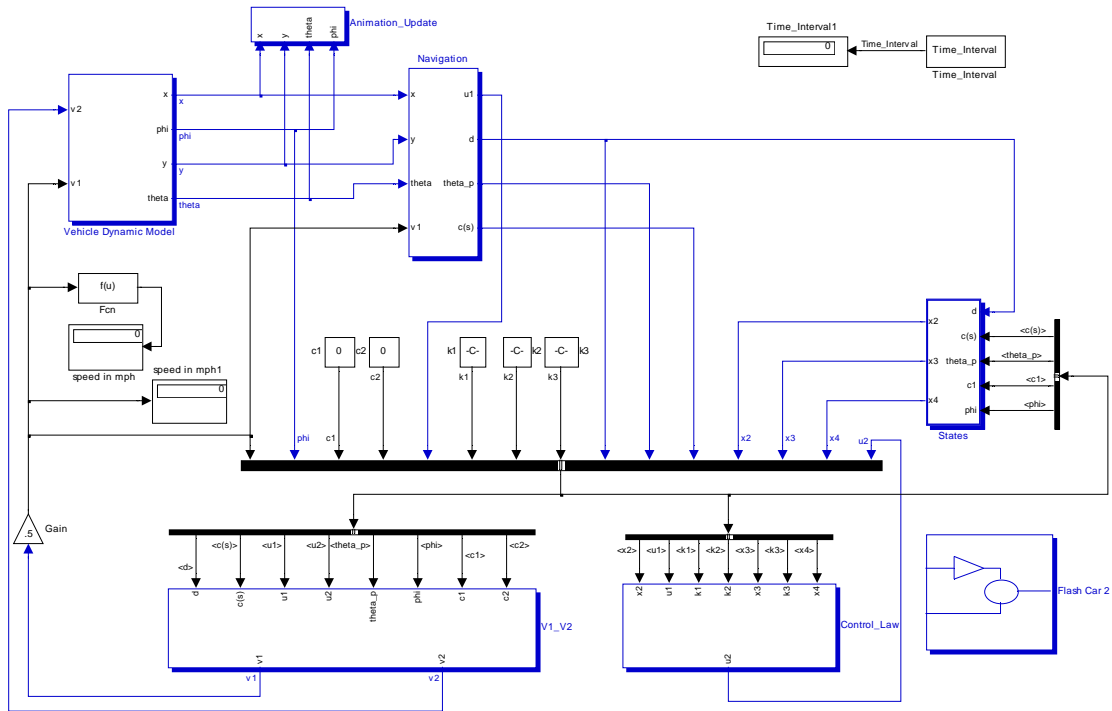 Animation_Update
x
y
theta
phi
Time_Interval1
0
Time_Interval
Time_Interval
Time_Interval
Navigation
x
y
theta
v1
u1
d
theta_p
c(s)
v2
v1
x
phi
y
theta
x
phi
y
theta
Vehicle Dynamic Model
f(u)
Fcn
0
speed in mph
speed in mph1
0
c1
0
c1
c2
0
c2
k1
-C-
k1
-C-
k2
k2
-C-
k3
k3
x2
x3
x4
d
c(s)
theta_p
c1
phi
States
<c(s)>
<theta_p>
<c1>
<phi>
phi
c1
x2
x3
x4
u2
.5
Gain
<d>
<c(s)>
<u1>
<u2>
<theta_p>
<phi>
<c1>
<c2>
d
c(s)
u1
u2
theta_p
phi
c1
c2
V1_V2
v1
v2
v1
v2
<x2>
<u1>
<k1>
<k2>
<x3>
<k3>
<x4>
x2
u1
k1
k2
x3
k3
x4
Control_Law
u2
Flash Car 2